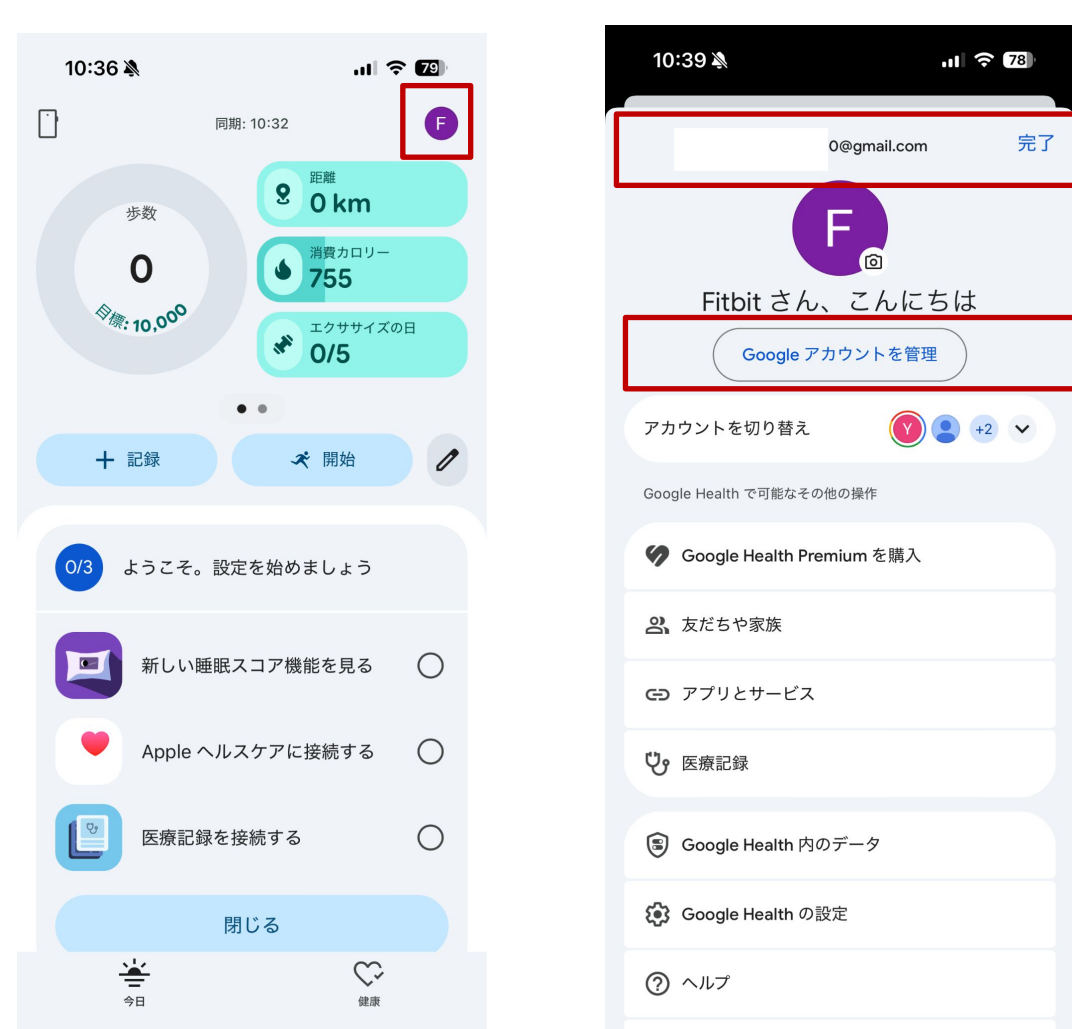 10:36
79
同期: 10:32
F
歩数
0
目標: 10,000
距離
0 km
消費カロリー
755
エクササイズの日
0/5
+ 記録
開始
0/3
ようこそ。設定を始めましょう
新しい睡眠スコア機能を見る
Apple ヘルスケアに接続する
医療記録を接続する
閉じる
今日
健康
10:39
78
0@gmail.com
完了
F
Fitbit さん、こんにちは
Google アカウントを管理
アカウントを切り替え
Y
+2
Google Health で可能なその他の操作
Google Health Premium を購入
友だちや家族
アプリとサービス
医療記録
Google Health 内のデータ
Google Health の設定
ヘルプ